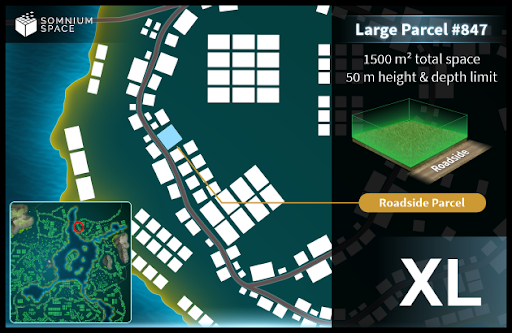 SOMNIUM
SPACE
Large Parcel #847
1500 m² total space
50 m height & depth limit
Roadside
Roadside Parcel
XL